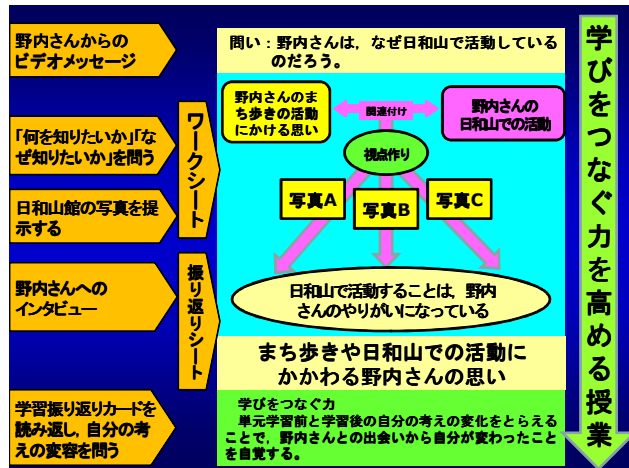 野内さんからの
ビデオメッセージ
「何を知りたいか」「な
ぜ知りたいか」を問う
日和山館の写真を提
示する
野内さんへの
インタビュー
学習振り返りカードを
読み返し，自分の考
えの変容を問う
ワークシート
振り返りシート
問い：野内さんは，なぜ日和山で活動している
のだろう。
野内さんのま
ち歩きの活動
にかける思い
関連付け
野内さんの
日和山での活動
視点作り
写真A
写真B
写真C
日和山で活動することは，野内
さんのやりがいになっている
まち歩きや日和山での活動に
かかわる野内さんの思い
学びをつなぐ力
単元学習前と学習後の自分の考えの変化をとらえる
ことで，野内さんとの出会いから自分が変わったこと
を自覚する。
学びをつなぐ力を高める授業